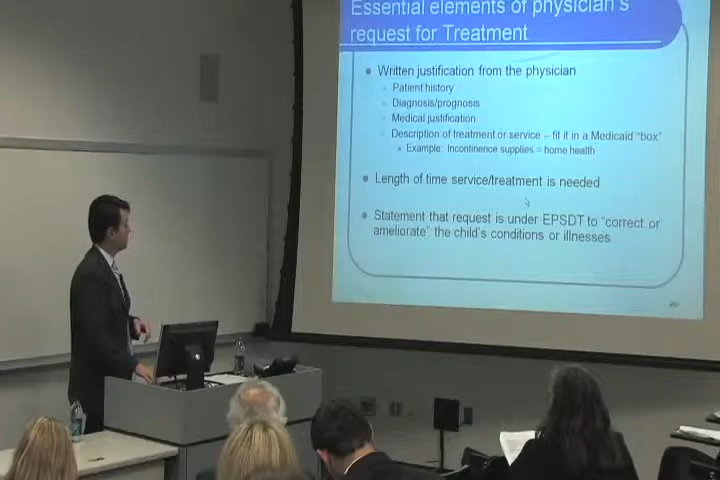 Essential elements of physician's
request for Treatment
Written justification from the physician
Patient history
Diagnosis/prognosis
Medical justification
Description of treatment or service – fit it in a Medicaid "box"
Example: Incontinence supplies = home health
Length of time service/treatment is needed
Statement that request is under EPSDT to "correct or
ameliorate" the child's conditions or illnesses